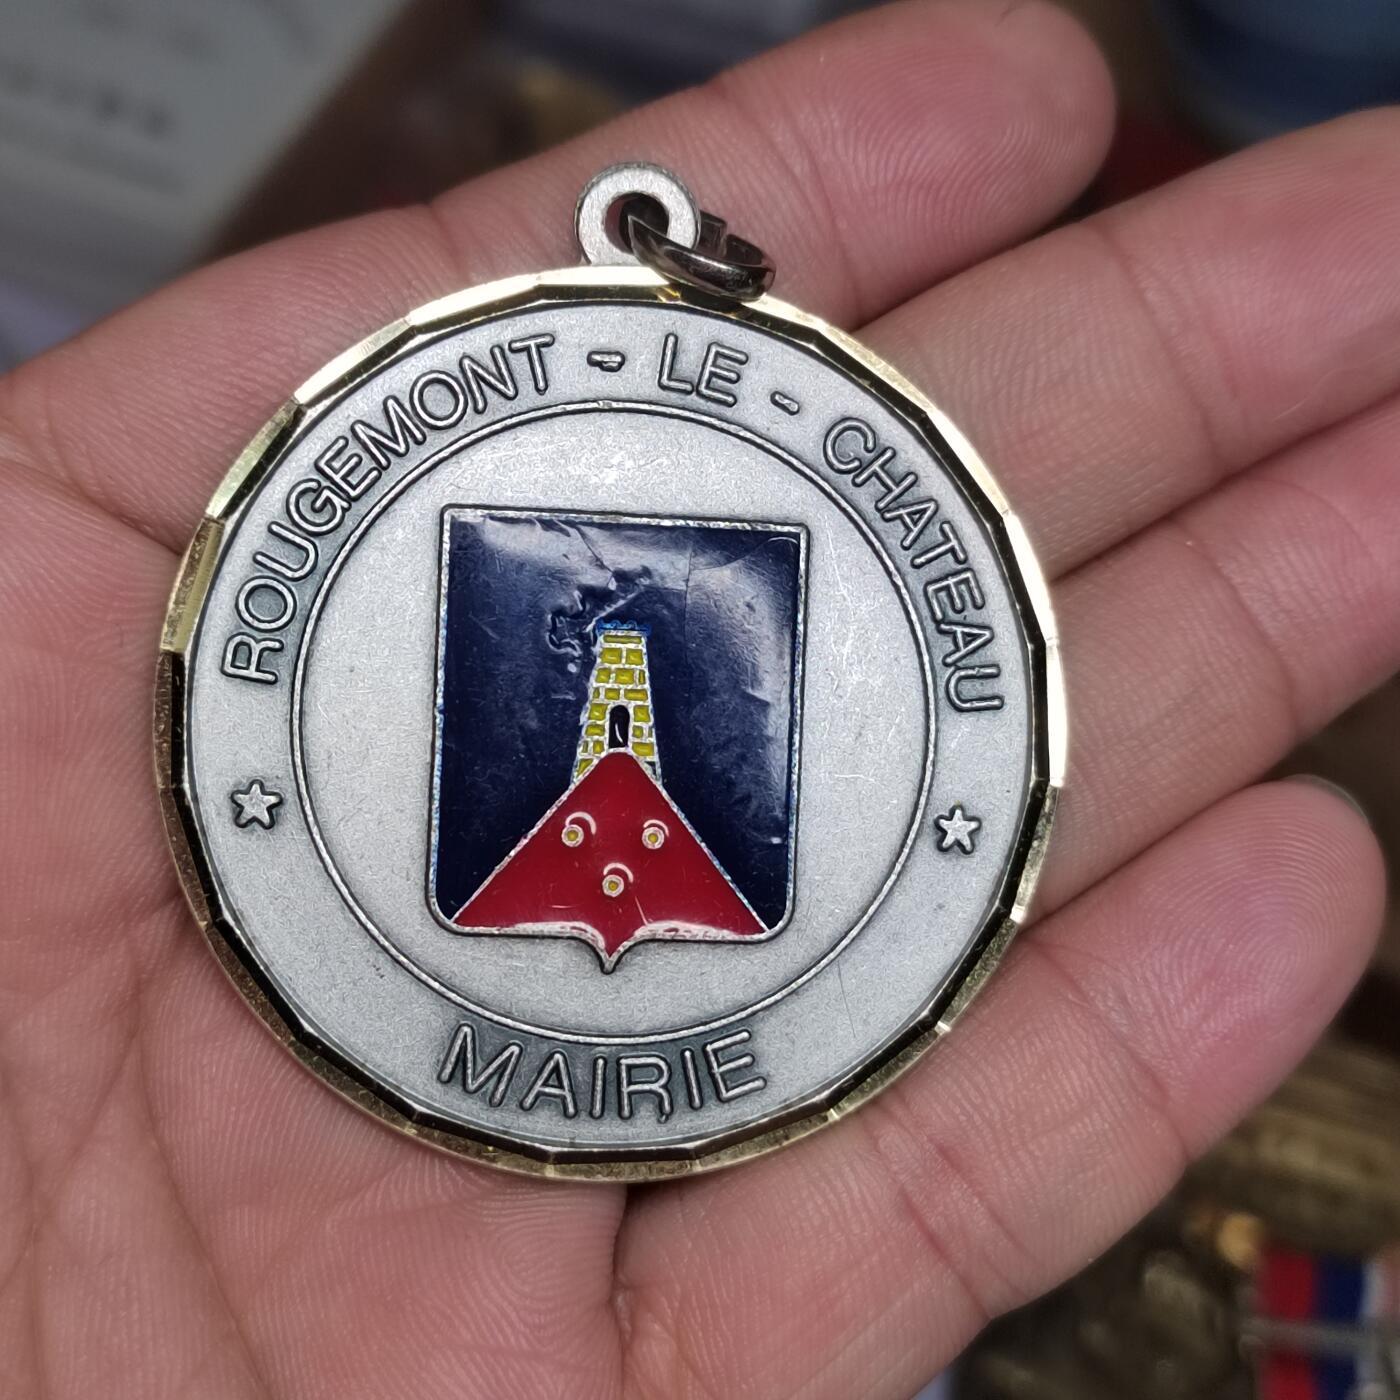 ROUGEMONT - LE - CHATEAU
MAIRIE